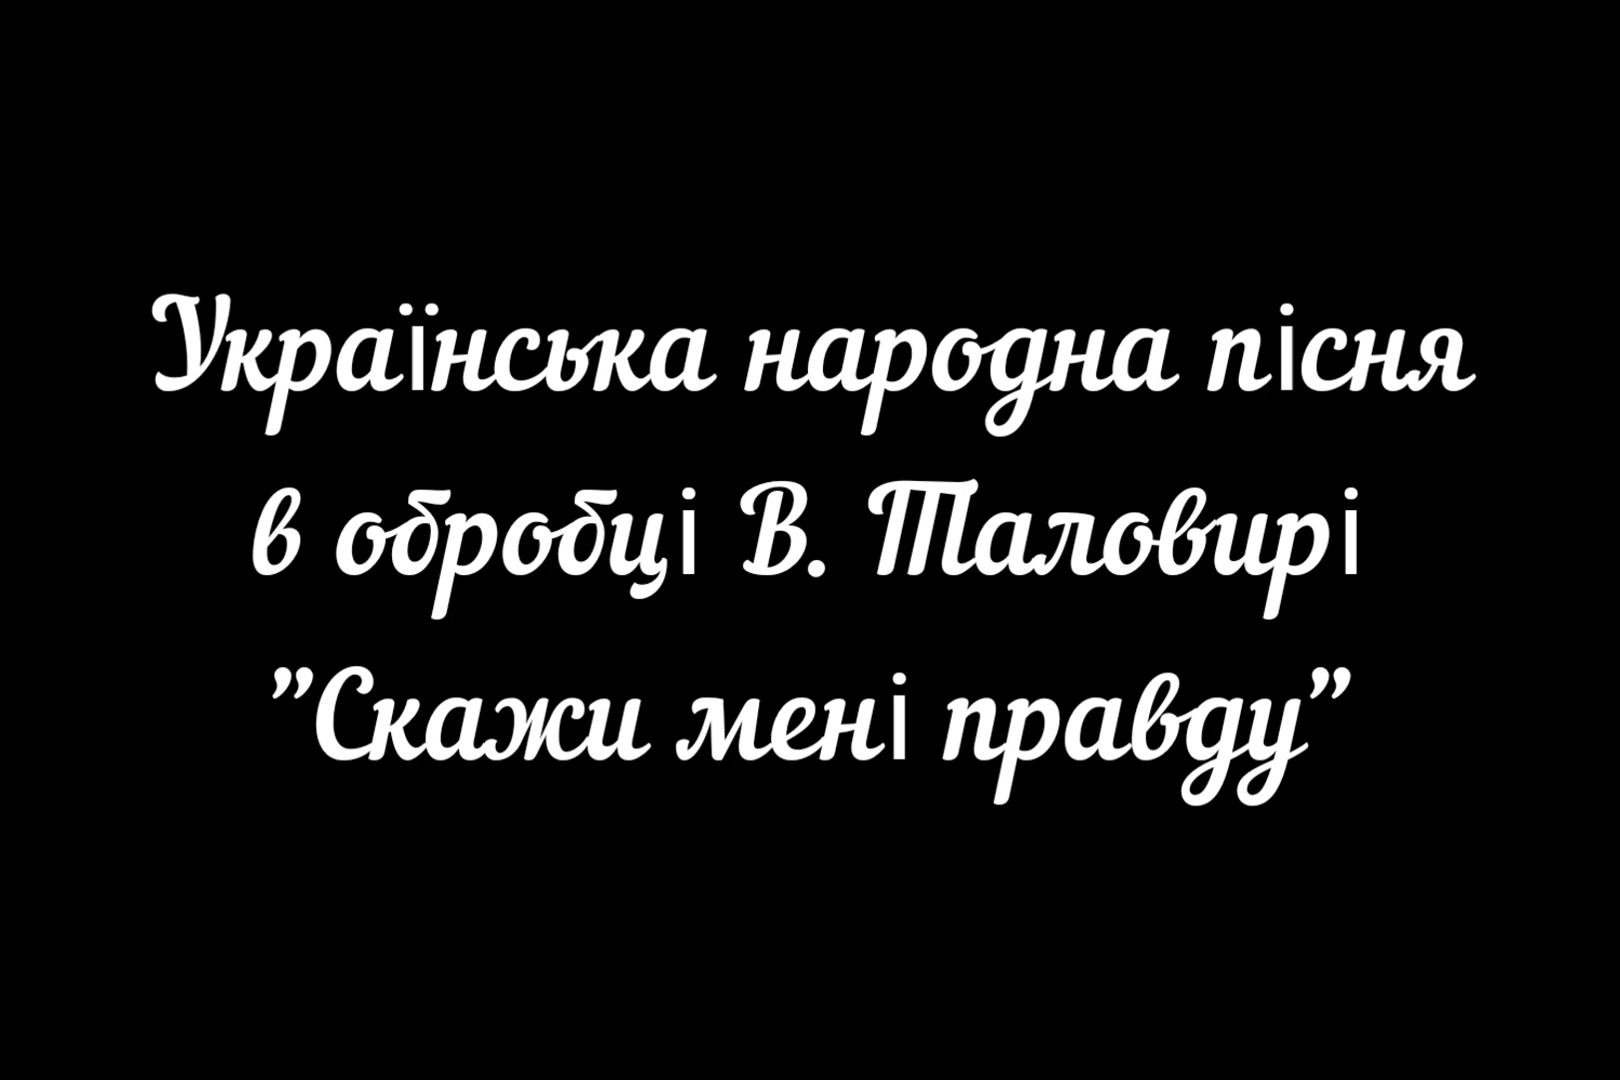 Українська народна пісня
в обробці В. Таловирі
”Скажи мені правду”